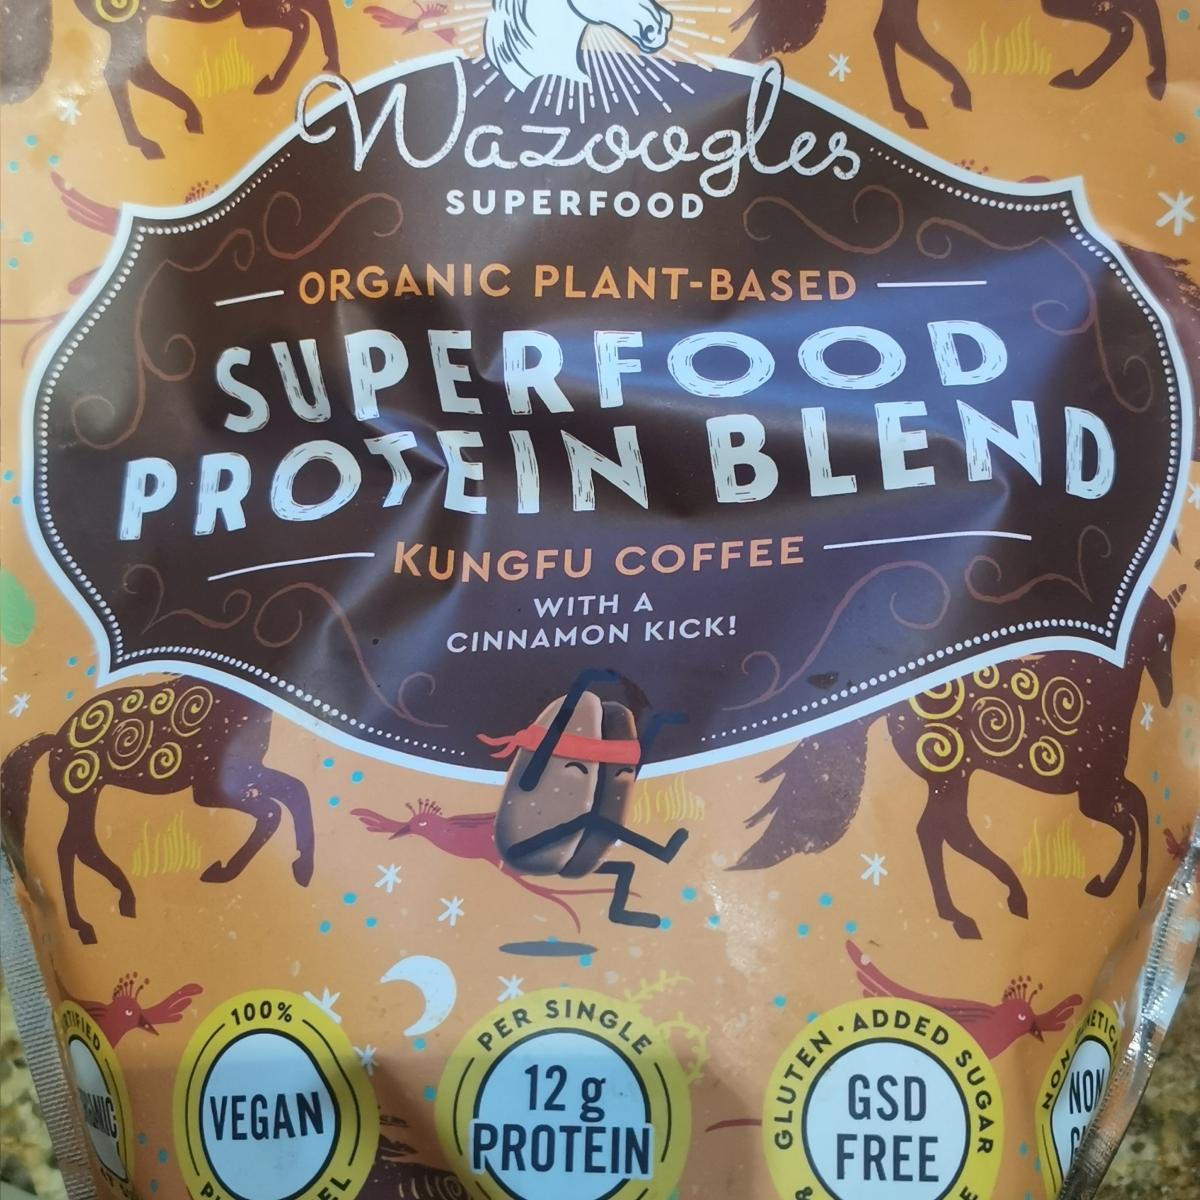 Wazoogles
SUPERFOOD
ORGANIC PLANT-BASED
SUPERFOOD
PROTEIN BLEND
KUNGFU COFFEE
WITH A
CINNAMON KICK!
100%
VEGAN
PER SINGLE
12 g
PROTEIN
GLUTEN · ADDED SUGAR
GSD
FREE
&
NON
NON